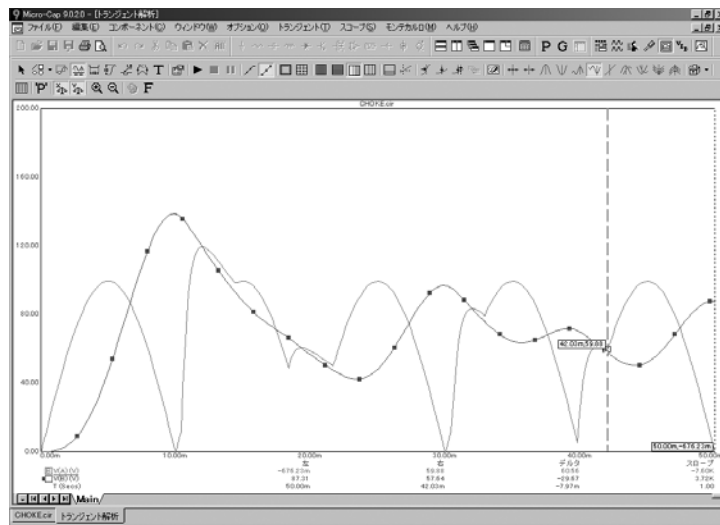 Micro-Cap 9.0.2.0 - [トランジェント解析]
ファイル(F) 編集(E) コンポーネント(C) ウィンドウ(W) オプション(O) トランジェント(T) スコープ(S) モンテカルロ(M) ヘルプ(H)
T
P G
F
CHOKE.cir
200.00
160.00
120.00
80.00
40.00
0.00
42.03m,59.88
50.00m,-676.23m
0.00m 10.00m 20.00m 30.00m 40.00m 50.00m
左 右 デルタ スロープ
V(A) (V) -676.23m 59.88 60.56 -7.60K
V(B) (V) 87.31 57.64 -29.67 3.72K
T (Secs) 50.00m 42.03m -7.97m 1.00
Main
CHOKE.cir トランジェント解析